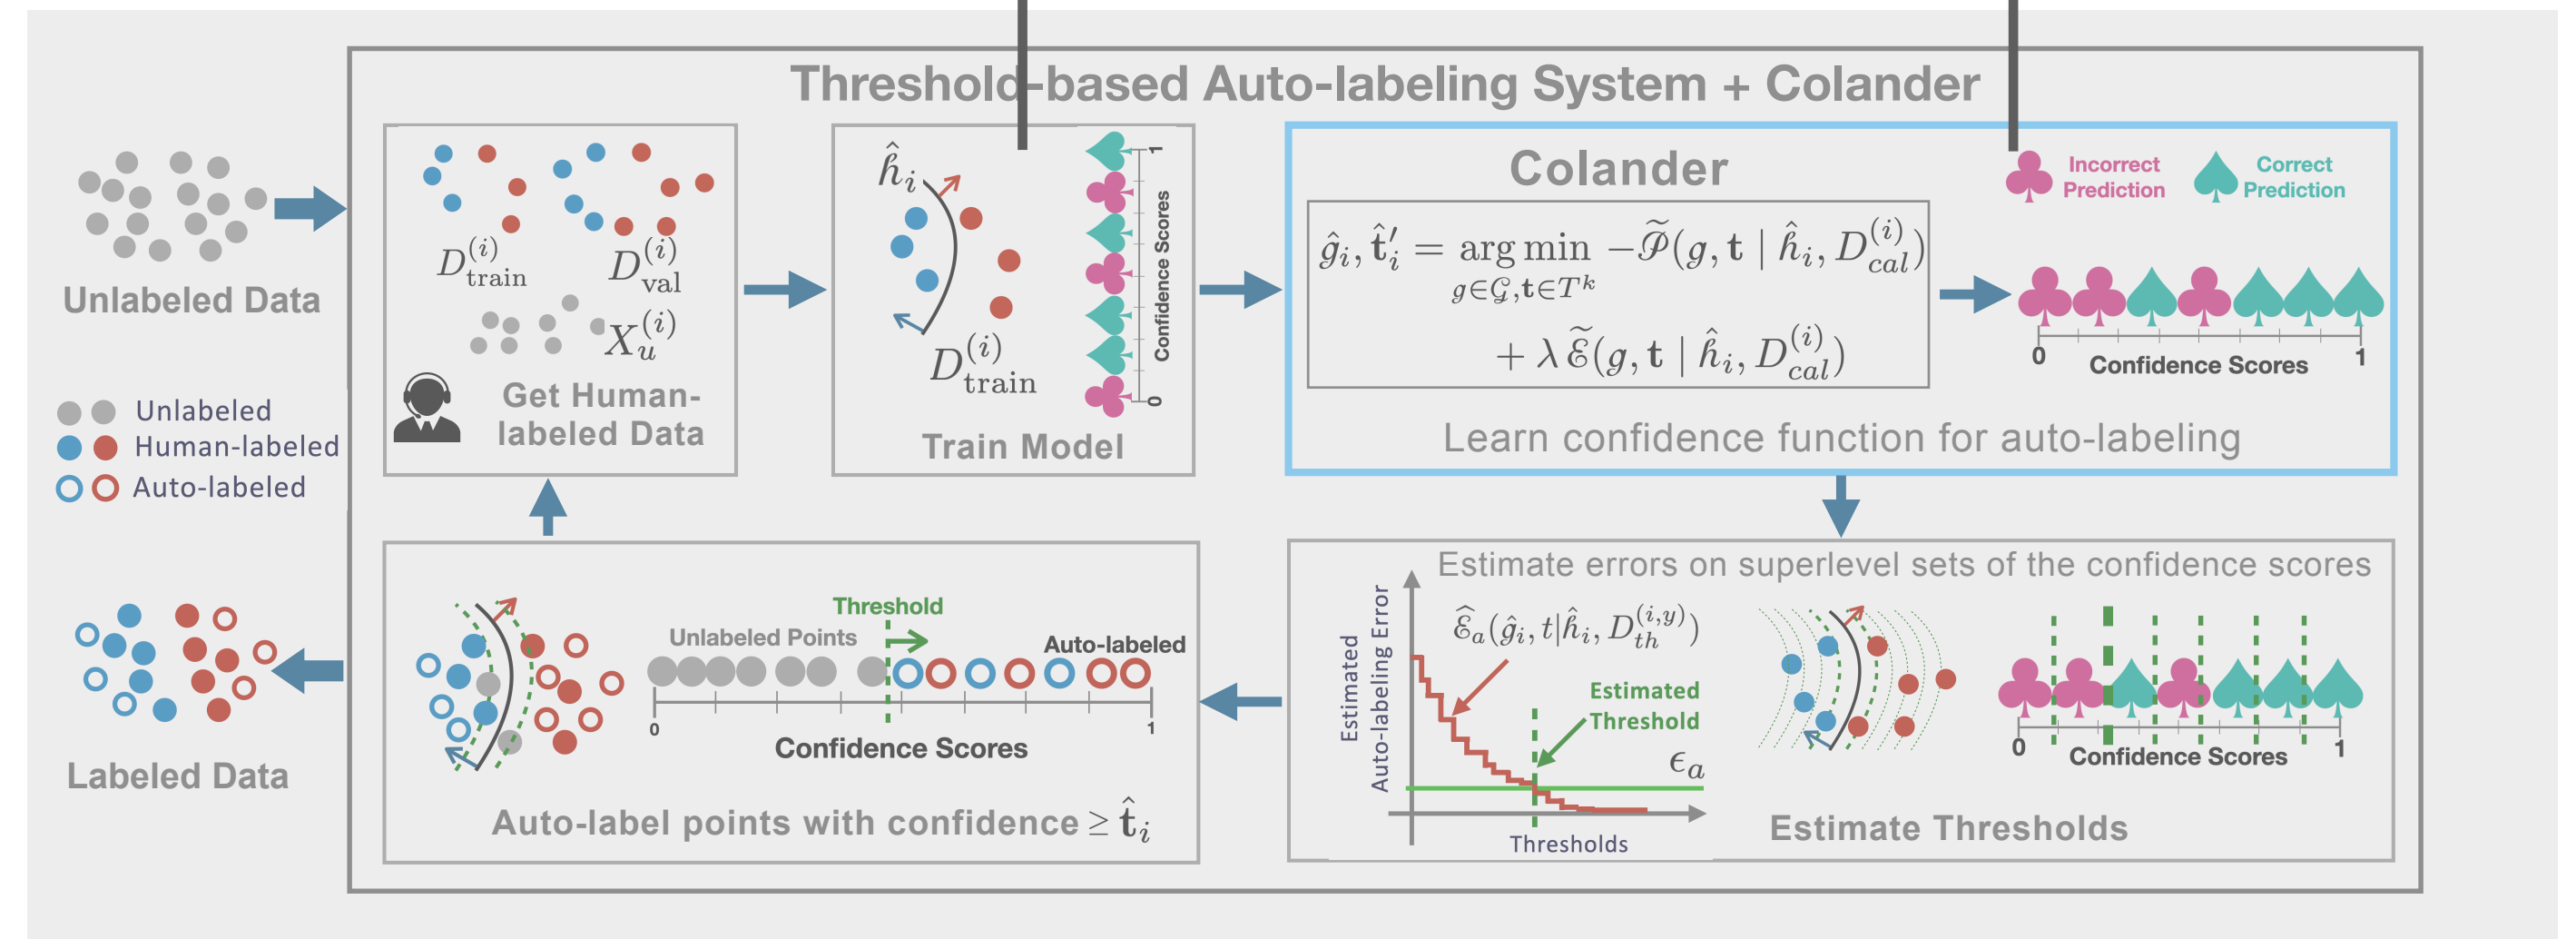 Threshold-based Auto-labeling System + Colander
Unlabeled Data
Unlabeled
Human-labeled
Auto-labeled
Labeled Data
D_train^(i)
D_val^(i)
X_u^(i)
Get Human-
labeled Data
ĥ_i
D_train^(i)
1
Confidence Scores
0
Train Model
Colander
Incorrect
Prediction
Correct
Prediction
ĝ_i, t̂′_i = arg min −P̃(g, t | ĥ_i, D_cal^(i))
g∈G, t∈T^k
+ λ Ẽ(g, t | ĥ_i, D_cal^(i))
0
1
Confidence Scores
Learn confidence function for auto-labeling
Estimate errors on superlevel sets of the confidence scores
Estimated
Auto-labeling Error
Ê_a(ĝ_i, t|ĥ_i, D_th^(i,y))
Estimated
Threshold
ϵ_a
Thresholds
0
1
Confidence Scores
Estimate Thresholds
Threshold
Unlabeled Points
Auto-labeled
0
1
Confidence Scores
Auto-label points with confidence ≥ t̂_i